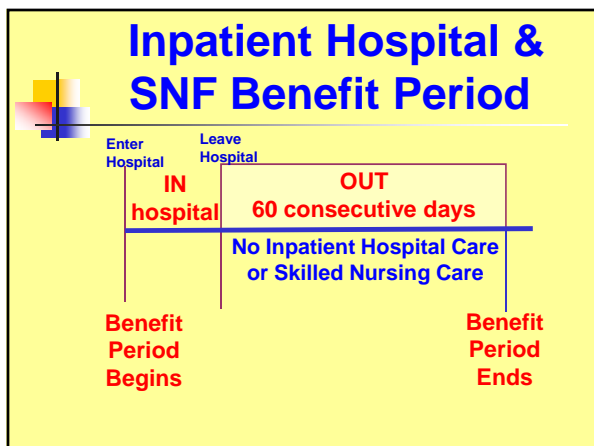 Inpatient Hospital &
SNF Benefit Period
Enter
Hospital
Leave
Hospital
IN
hospital
OUT
60 consecutive days
No Inpatient Hospital Care
or Skilled Nursing Care
Benefit
Period
Begins
Benefit
Period
Ends